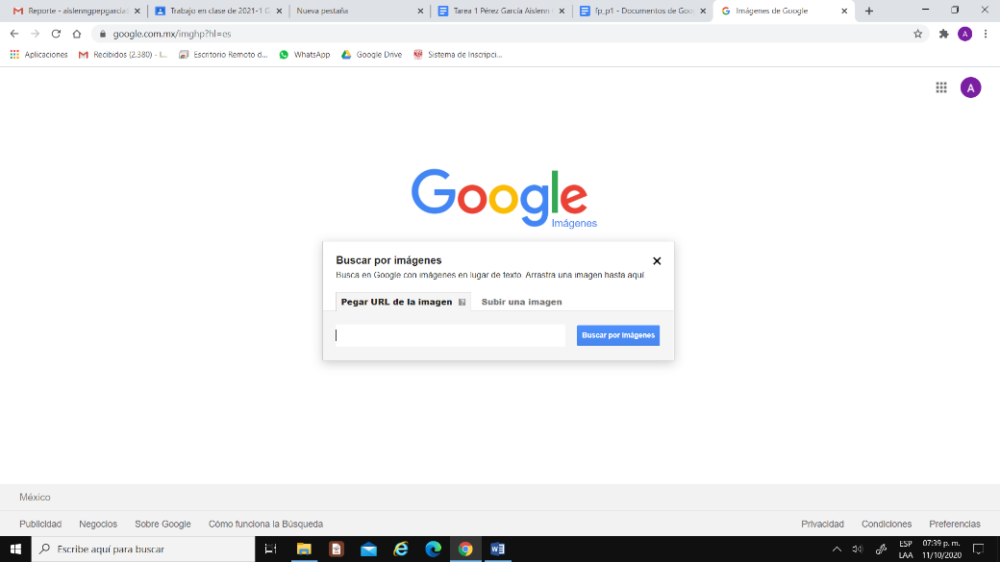 Reporte - aislenngpepgarcia
Trabajo en clase de 2021-1 G
Nueva pestaña
Tarea 1 Pérez García Aislenn
fp_p1 - Documentos de Goog
Imágenes de Google
google.com.mx/imghp?hl=es
A
Aplicaciones
Recibidos (2.380) - l...
Escritorio Remoto d...
WhatsApp
Google Drive
Sistema de Inscripci...
A
Google
Imágenes
Buscar por imágenes
Busca en Google con imágenes en lugar de texto. Arrastra una imagen hasta aquí.
Pegar URL de la imagen
Subir una imagen
Buscar por imágenes
México
Publicidad
Negocios
Sobre Google
Cómo funciona la Búsqueda
Privacidad
Condiciones
Preferencias
Escribe aquí para buscar
ESP
LAA
07:39 p. m.
11/10/2020